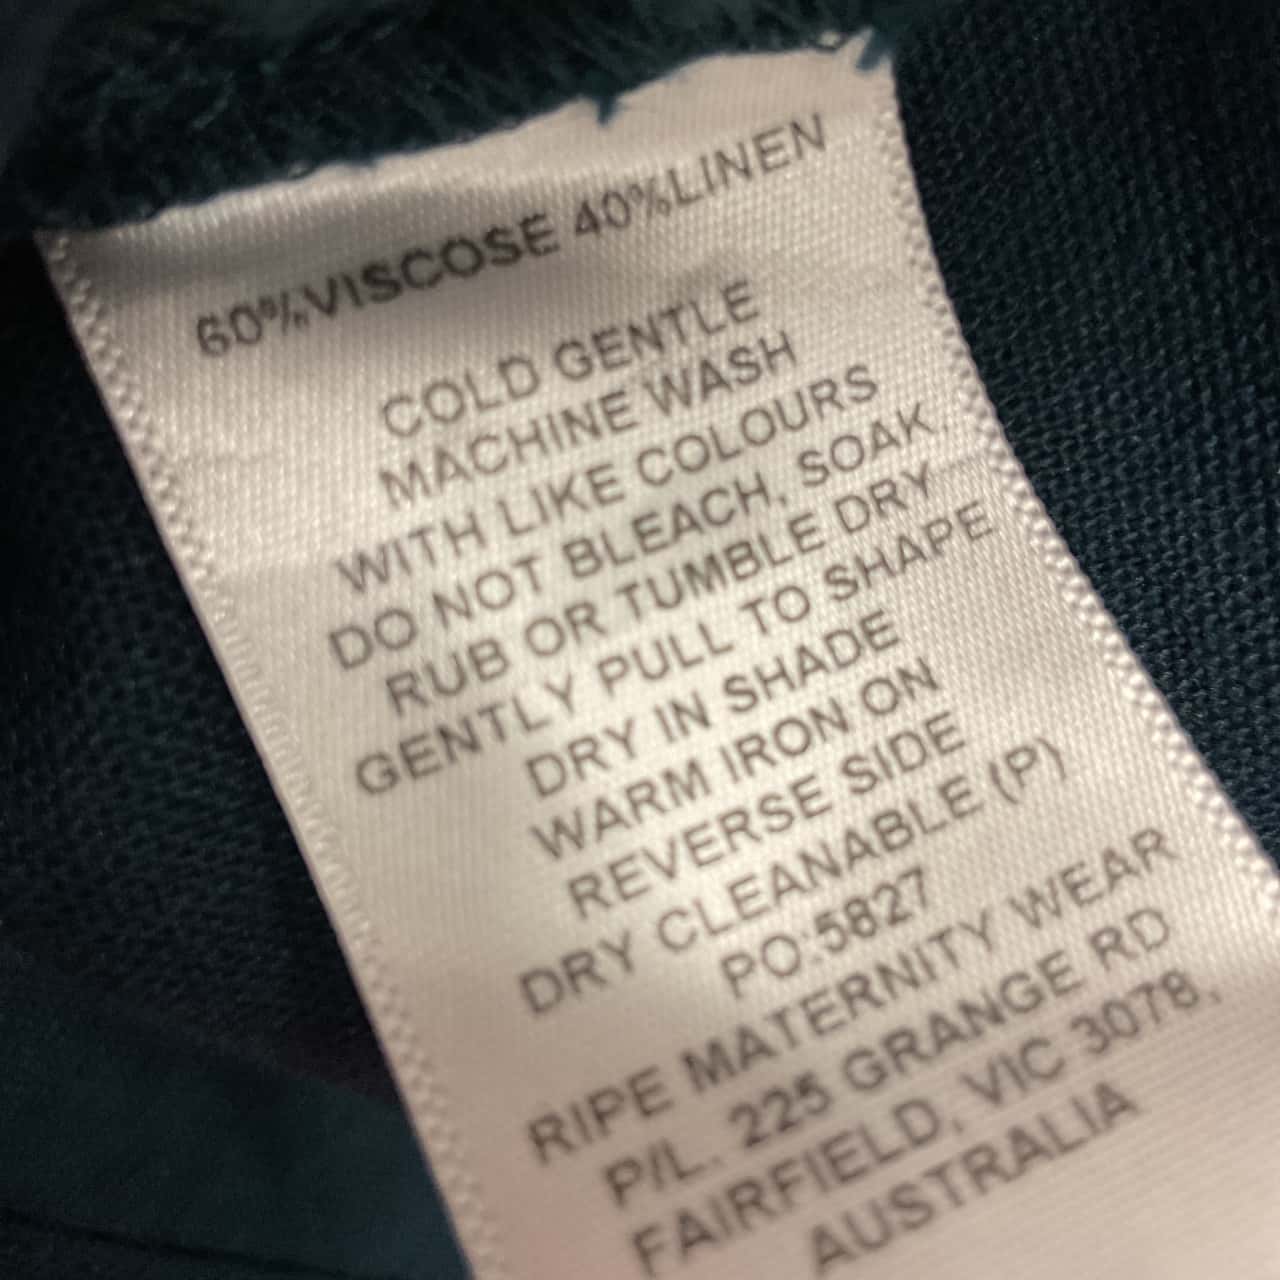 60%VISCOSE 40%LINEN
COLD GENTLE
MACHINE WASH
WITH LIKE COLOURS
DO NOT BLEACH, SOAK,
RUB OR TUMBLE DRY
GENTLY PULL TO SHAPE
DRY IN SHADE
WARM IRON ON
REVERSE SIDE
DRY CLEANABLE (P)
PO:5827
RIPE MATERNITY WEAR
P/L. 225 GRANGE RD
FAIRFIELD, VIC 3078,
AUSTRALIA